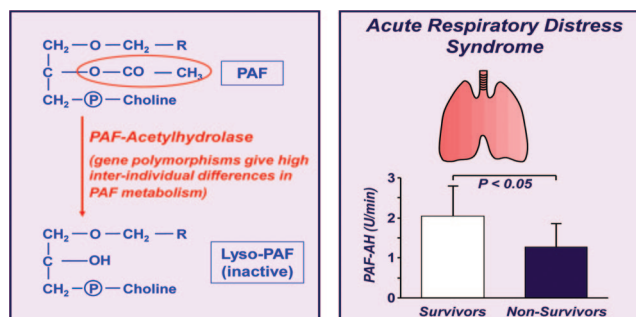 CH₂ – O – CH₂ – R
C – O – CO – CH₃
PAF
CH₂ – P – Choline
PAF-Acetylhydrolase
(gene polymorphisms give high
inter-individual differences in
PAF metabolism)
CH₂ – O – CH₂ – R
C – OH
CH₂ – P – Choline
Lyso-PAF
(inactive)
Acute Respiratory Distress
Syndrome
P < 0.05
PAF-AH (U/min)
3
2
1
0
Survivors
Non-Survivors